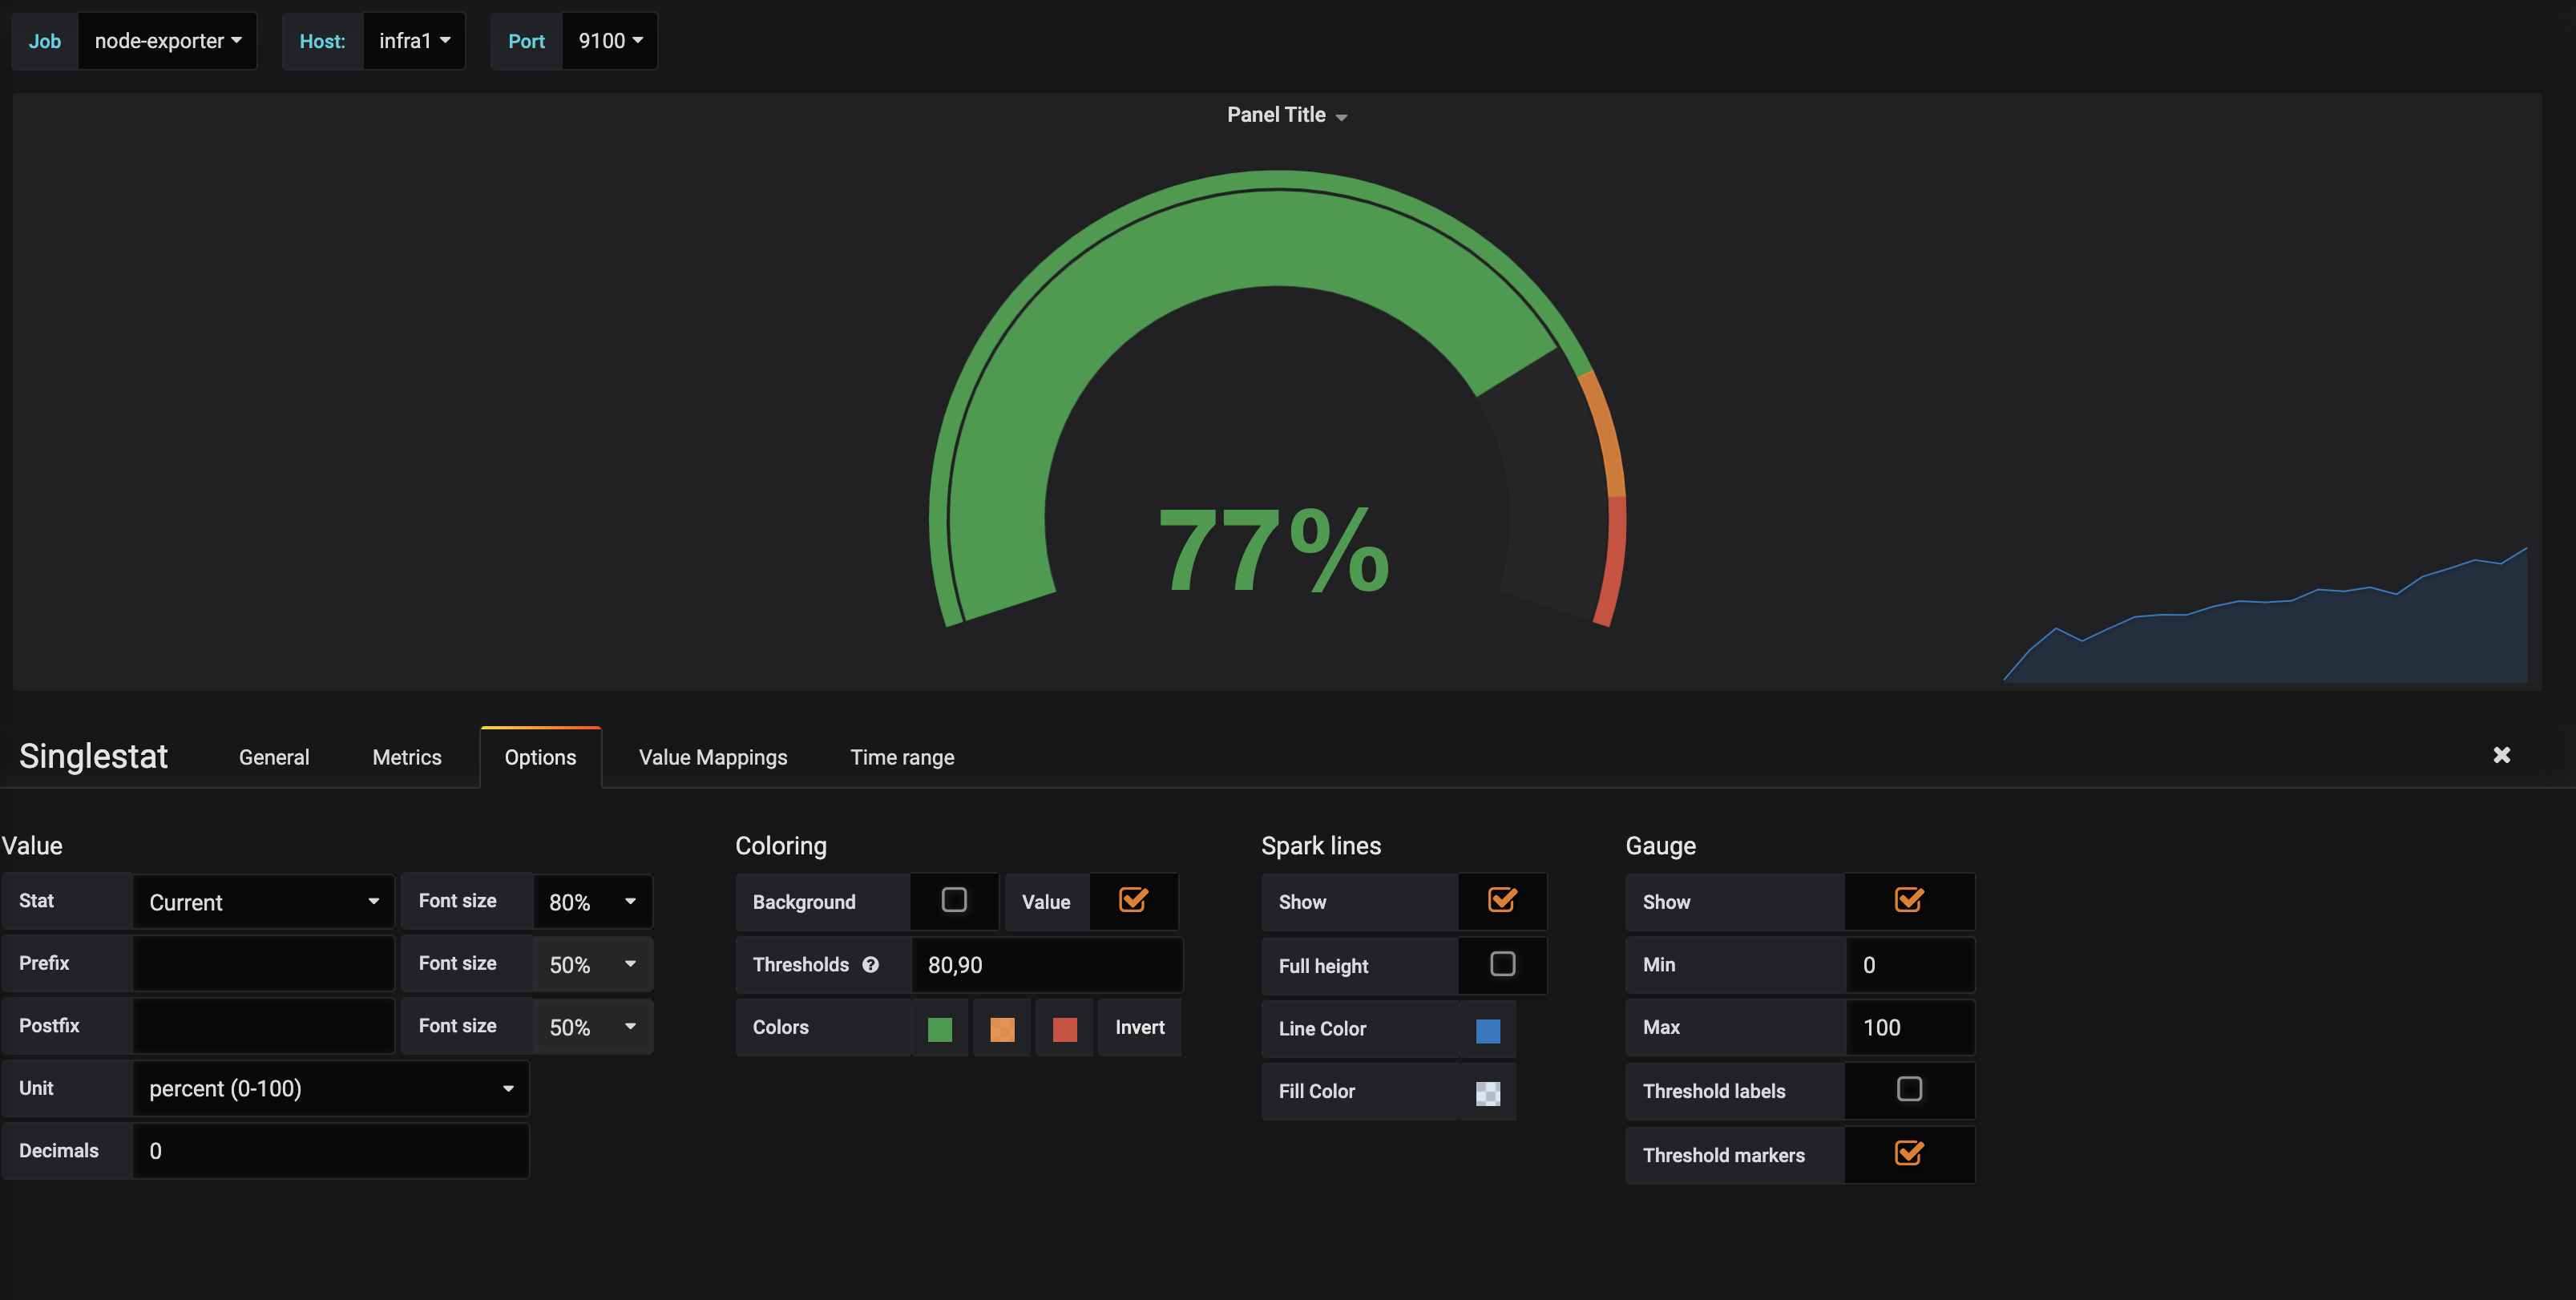 Job node-exporter Host: infra1 Port 9100
Panel Title
77%
Singlestat General Metrics Options Value Mappings Time range
Value Coloring Spark lines Gauge
Stat Current Font size 80% Background Value Show Show
Prefix Font size 50% Thresholds 80,90 Full height Min 0
Postfix Font size 50% Colors Invert Line Color Max 100
Unit percent (0-100) Fill Color Threshold labels
Decimals 0 Threshold markers